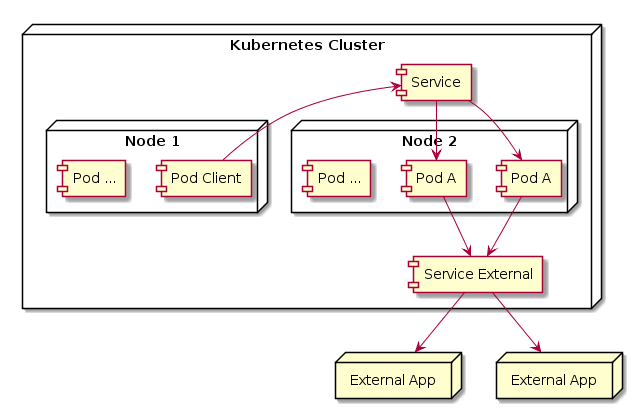 Kubernetes Cluster
Service
Node 1
Node 2
Pod ...
Pod Client
Pod ...
Pod A
Pod A
Service External
External App
External App